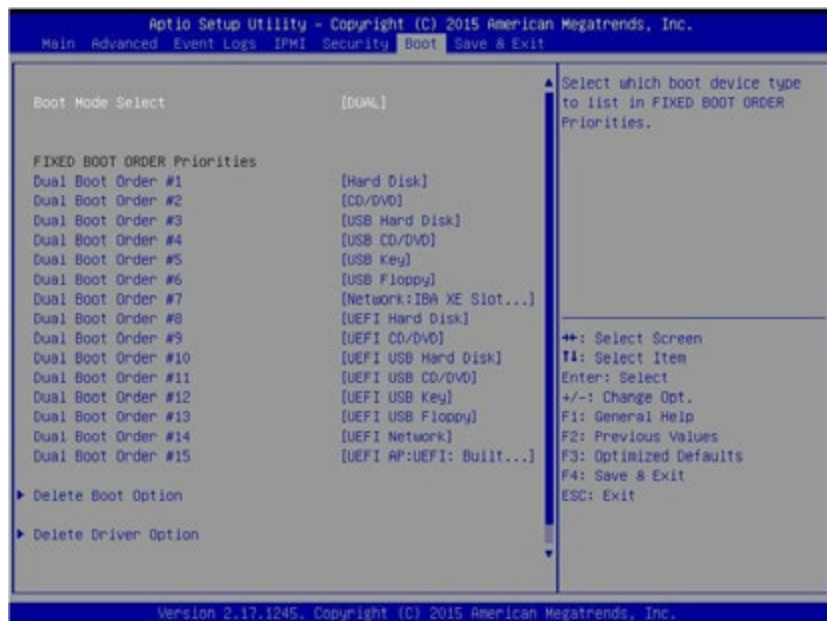 Aptio Setup Utility – Copyright (C) 2015 American Megatrends, Inc.
Main Advanced Event Logs IPMI Security Boot Save & Exit
Boot Mode Select [DUAL]
FIXED BOOT ORDER Priorities
Dual Boot Order #1 [Hard Disk]
Dual Boot Order #2 [CD/DVD]
Dual Boot Order #3 [USB Hard Disk]
Dual Boot Order #4 [USB CD/DVD]
Dual Boot Order #5 [USB Key]
Dual Boot Order #6 [USB Floppy]
Dual Boot Order #7 [Network:IBA XE Slot...]
Dual Boot Order #8 [UEFI Hard Disk]
Dual Boot Order #9 [UEFI CD/DVD]
Dual Boot Order #10 [UEFI USB Hard Disk]
Dual Boot Order #11 [UEFI USB CD/DVD]
Dual Boot Order #12 [UEFI USB Key]
Dual Boot Order #13 [UEFI USB Floppy]
Dual Boot Order #14 [UEFI Network]
Dual Boot Order #15 [UEFI AP:UEFI: Built...]
Delete Boot Option
Delete Driver Option
Select which boot device type
to list in FIXED BOOT ORDER
Priorities.
→←: Select Screen
↑↓: Select Item
Enter: Select
+/-: Change Opt.
F1: General Help
F2: Previous Values
F3: Optimized Defaults
F4: Save & Exit
ESC: Exit
Version 2.17.1245. Copyright (C) 2015 American Megatrends, Inc.